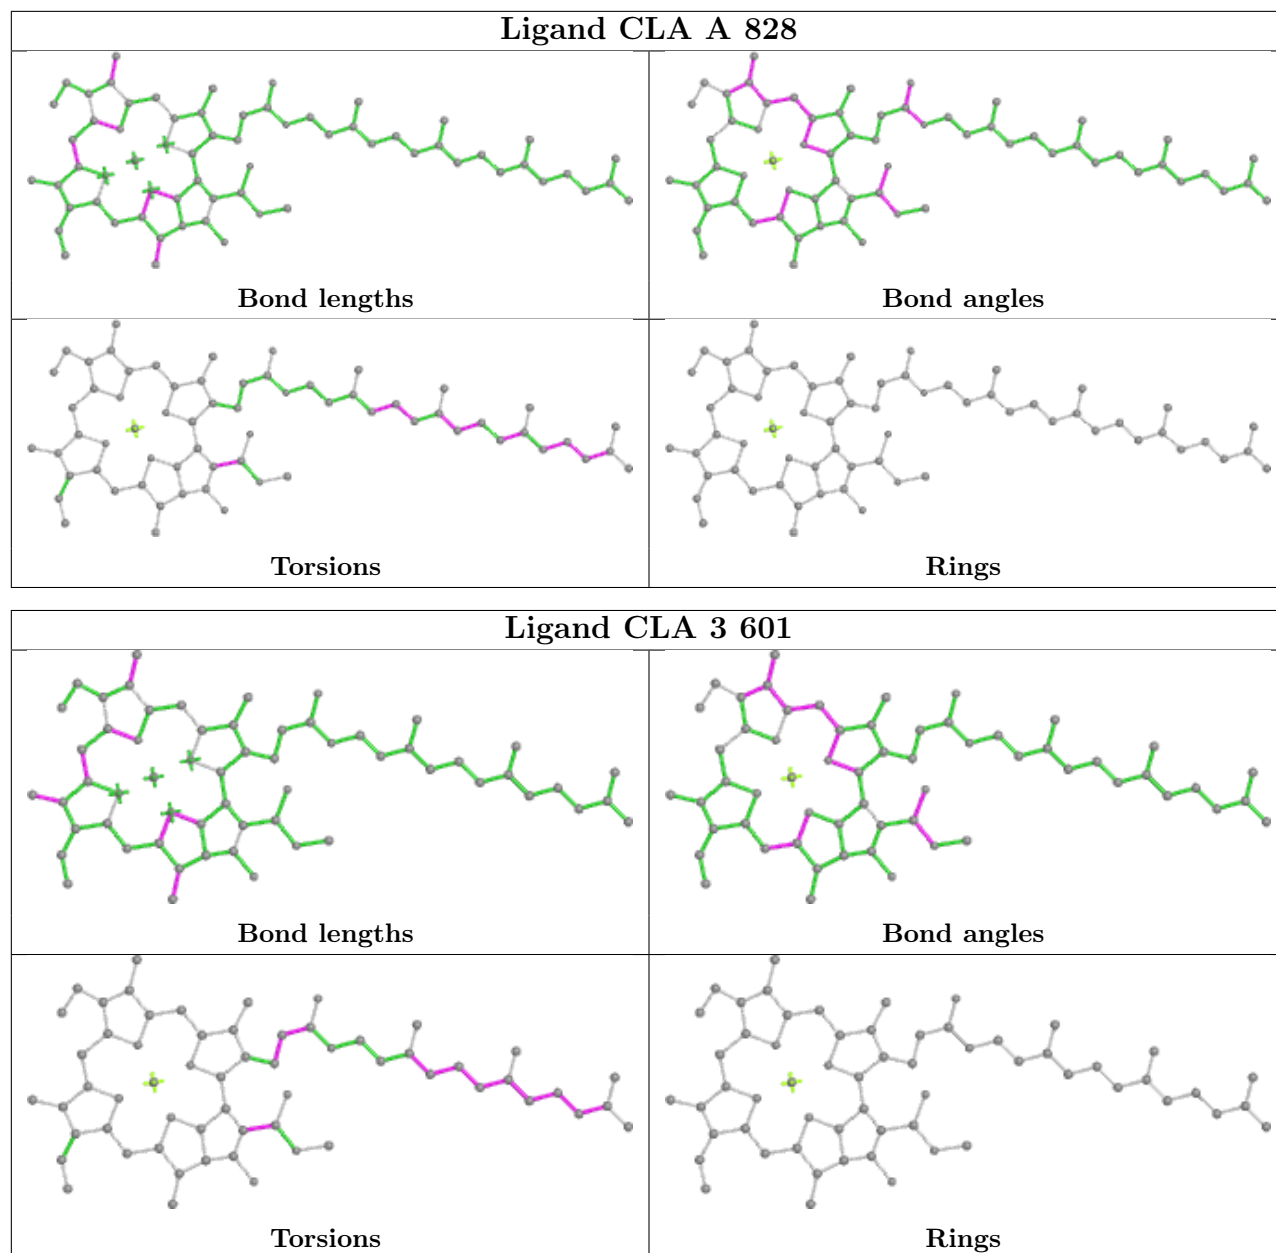 Ligand CLA A 828
Bond lengths
Bond angles
Torsions
Rings
Ligand CLA 3 601
Bond lengths
Bond angles
Torsions
Rings